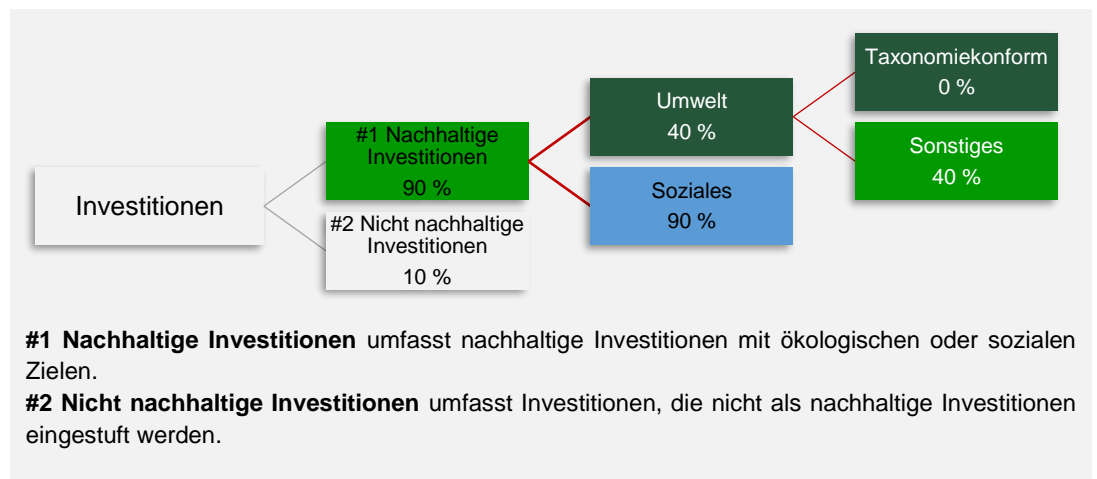 Investitionen
#1 Nachhaltige
Investitionen
90 %
#2 Nicht nachhaltige
Investitionen
10 %
Umwelt
40 %
Soziales
90 %
Taxonomiekonform
0 %
Sonstiges
40 %
#1 Nachhaltige Investitionen umfasst nachhaltige Investitionen mit ökologischen oder sozialen
Zielen.
#2 Nicht nachhaltige Investitionen umfasst Investitionen, die nicht als nachhaltige Investitionen
eingestuft werden.